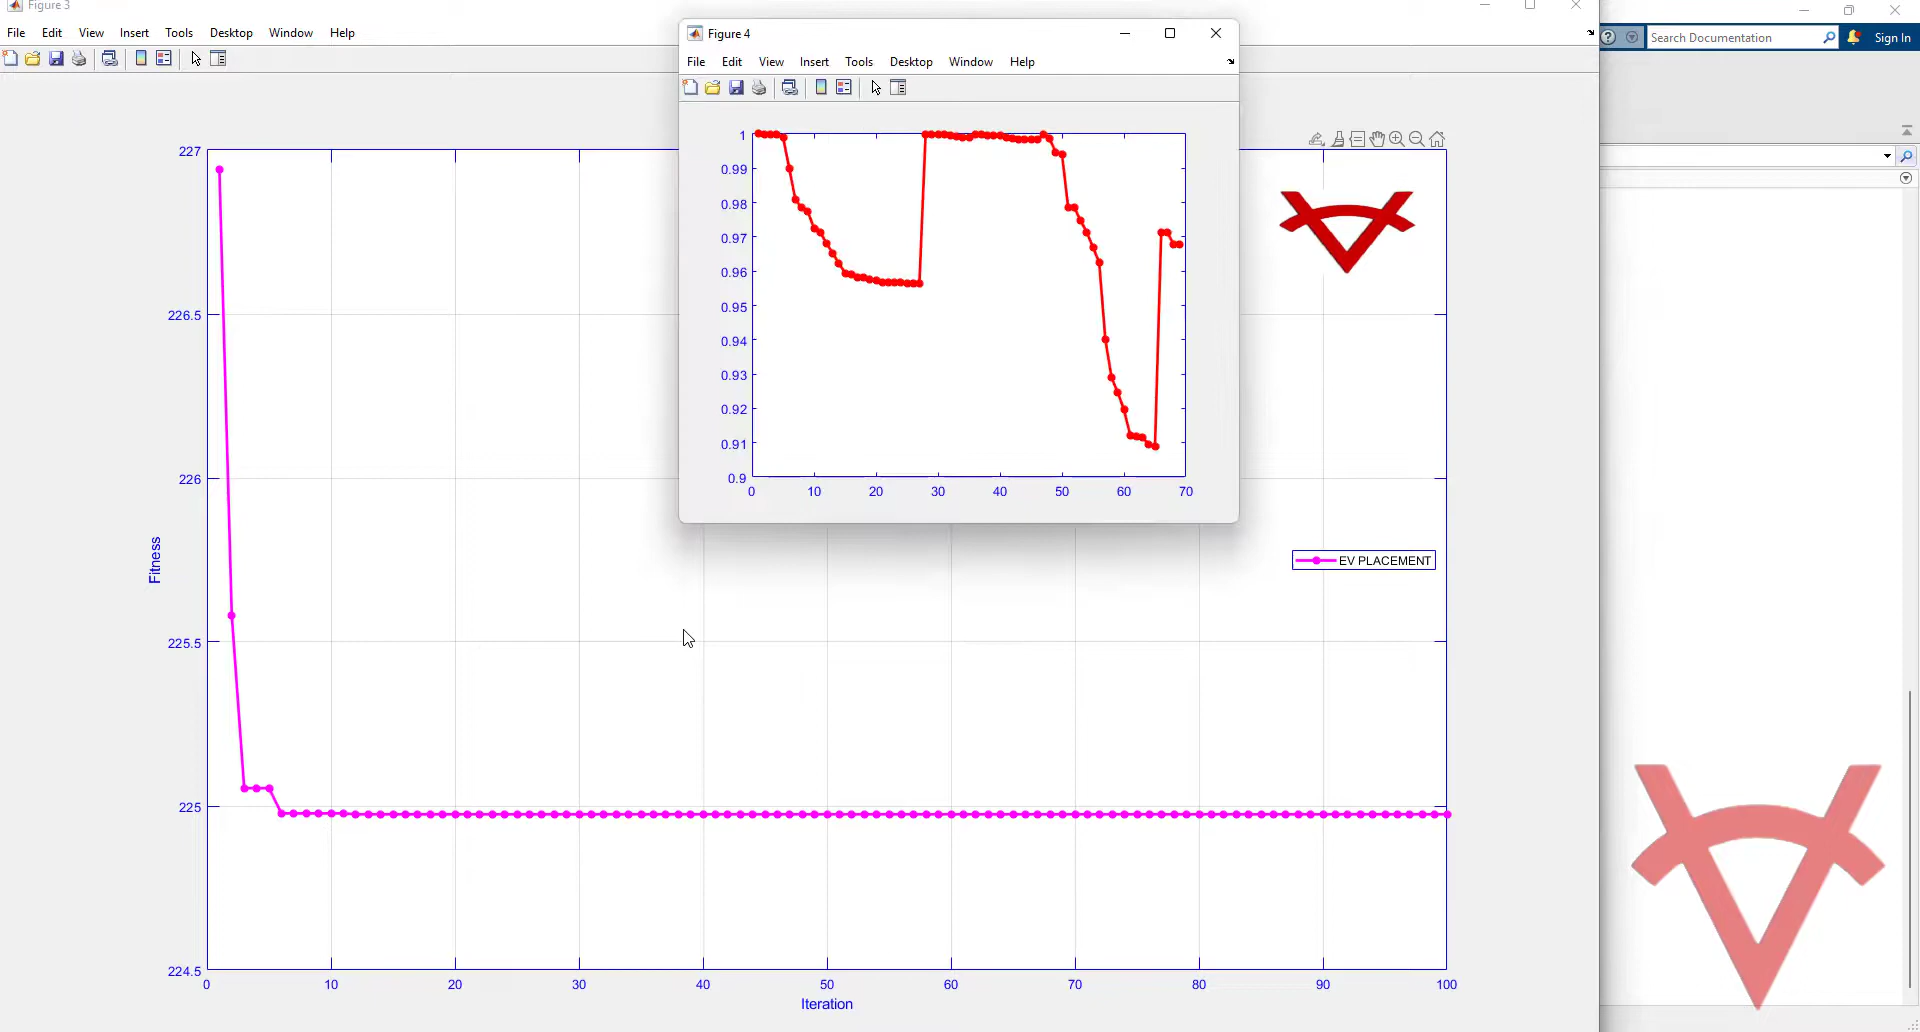 Figure 3
File Edit View Insert Tools Desktop Window Help
Search Documentation
Sign In
Figure 4
File Edit View Insert Tools Desktop Window Help
1
0.99
0.98
0.97
0.96
0.95
0.94
0.93
0.92
0.91
0.9
0 10 20 30 40 50 60 70
227
226.5
226
225.5
225
224.5
Fitness
EV PLACEMENT
0 10 20 30 40 50 60 70 80 90 100
Iteration